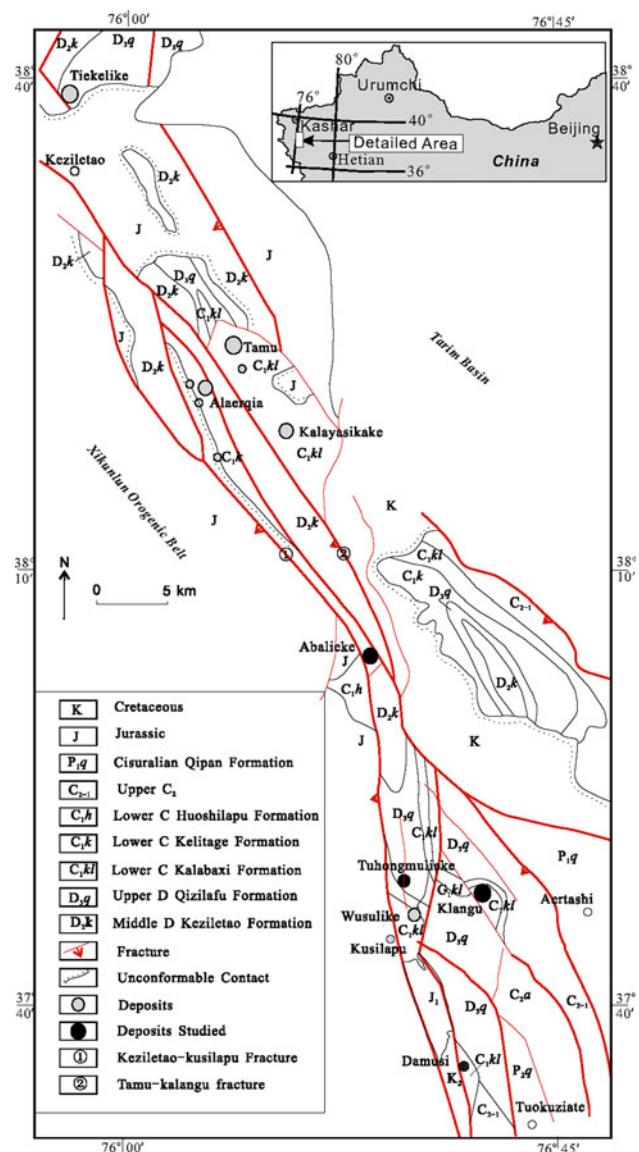 76° 00′
76° 45′
D₂k
D₃q
D₃q
Tiekelike
38° 40′
38° 40′
80°
Urumchi
76°
Kashar
40°
Detailed Area
Beijing
Hetian
China
36°
Keziletao
D₂k
J
J
D₂k
D₃q
D₂k
D₂k
C₁kl
Tamu
J
C₁kl
Tarim Basin
J
D₂k
Alaerqia
Kalayasikake
C₁kl
C₁k
Xikunlun Orogenic Belt
J
D₂k
K
C₁kl
①
②
38° 10′
38° 10′
C₁k
N
D₃q
C₂₋₁
0 5 km
Abalieke
J
C₁h
D₂k
D₂k
J
K
K Cretaceous
J Jurassic
P₁q Cisuralian Qipan Formation
C₂₋₁ Upper C₂
C₁h Lower C Huoshilapu Formation
C₁k Lower C Kelitage Formation
C₁kl Lower C Kalabaxi Formation
D₃q Upper D Qizilafu Formation
D₂k Middle D Keziletao Formation
Fracture
Unconformable Contact
Deposits
Deposits Studied
① Keziletao-kusilapu Fracture
② Tamu-kalangu fracture
D₃q
C₁kl
D₃q
P₁q
Tuhongmulieke
G₁kl
Klangu
C₁kl
Aertashi
Wusulike
C₁kl
Kusilapu
D₃q
J₁
D₃q
C₂a
C₂₋₁
37° 40′
37° 40′
Damusi
C₁kl
P₂q
K₂
C₂₋₁
Tuokuziate
76° 00′
76° 45′